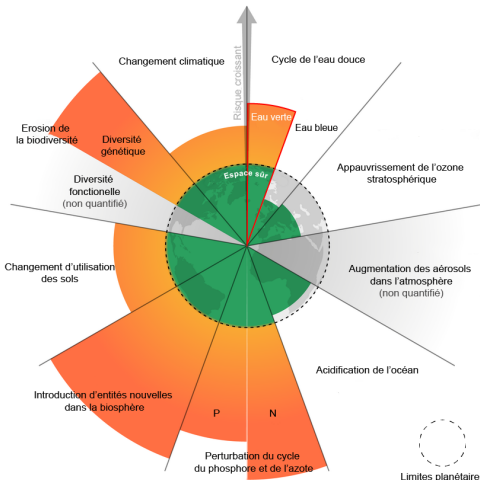 Changement climatique
Cycle de l'eau douce
Risque croissant
Eau verte
Eau bleue
Erosion de
la biodiversité
Diversité
génétique
Appauvrissement de l'ozone
stratosphérique
Espace sûr
Diversité
fonctionelle
(non quantifié)
Changement d'utilisation
des sols
Augmentation des aérosols
dans l'atmosphère
(non quantifié)
Acidification de l'océan
Introduction d'entités nouvelles
dans la biosphère
P
N
Perturbation du cycle
du phosphore et de l'azote
Limites planétaire